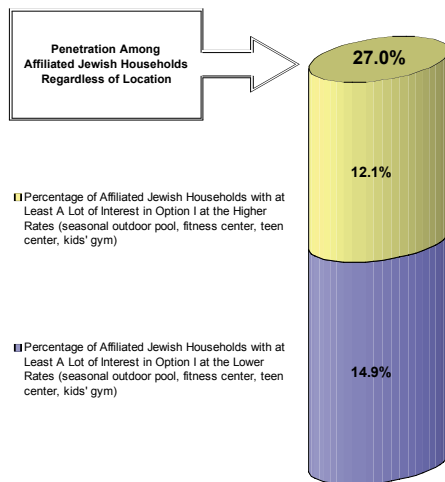 Penetration Among
Affiliated Jewish Households
Regardless of Location
27.0%
12.1%
Percentage of Affiliated Jewish Households with at
Least A Lot of Interest in Option I at the Higher
Rates (seasonal outdoor pool, fitness center, teen
center, kids' gym)
Percentage of Affiliated Jewish Households with at
Least A Lot of Interest in Option I at the Lower
Rates (seasonal outdoor pool, fitness center, teen
center, kids' gym)
14.9%